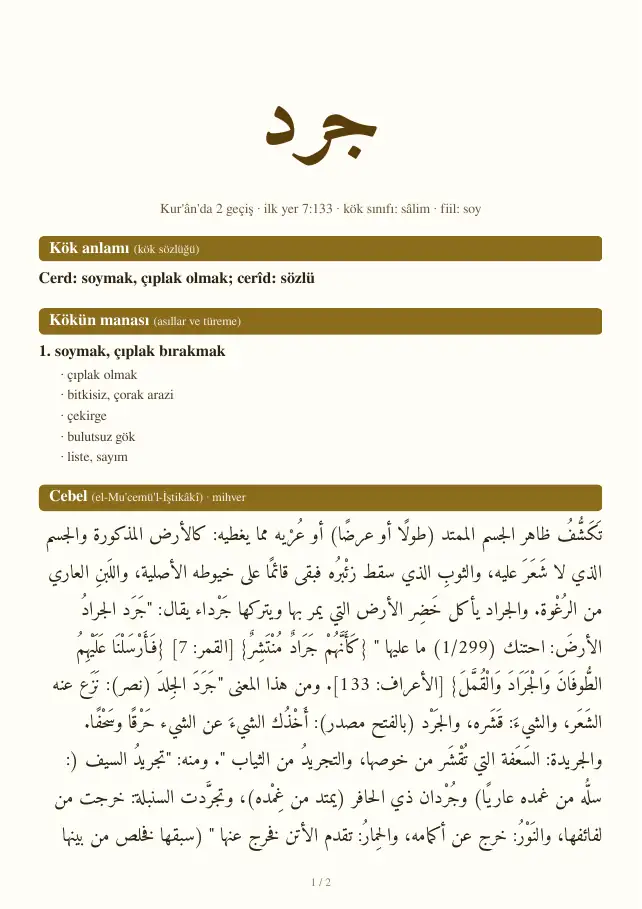 جرد
Kur'ân'da 2 geçiş · ilk yer 7:133 · kök sınıfı: sâlim · fiil: soy
Kök anlamı (kök sözlüğü)
Cerd: soymak, çıplak olmak; cerîd: sözlü
Kökün manası (asıllar ve türeme)
1. soymak, çıplak bırakmak
· çıplak olmak
· bitkisiz, çorak arazi
· çekirge
· bulutsuz gök
· liste, sayım
Cebel (el-Mu'cemü'l-İştikâkî) · mihver
تَكَشُّفُ ظاهر الجسم الممتد (طولًا أو عرضًا) أو عُرْيه مما يغطيه: كالأرض المذكورة والجسم
الذي لا شَعَرَ عليه، والثوبِ الذي سقط زِئْبرُه فبقى قائمًا على خيوطه الأصلية، واللبنِ العاري
من الرُغْوة. والجراد يأكل خَضِر الأرض التي يمر بها ويتركها جَرْداء يقال: "جَرَد الجرادُ
الأرضَ: احتنك (1/299) ما عليها " {كَأَنَّهُمْ جَرَادٌ مُنْتَشِرٌ} [القمر: 7] {فَأَرْسَلْنَا عَلَيْهِمُ
الطُّوفَانَ وَالْجَرَادَ وَالْقُمَّلَ} [الأعراف: 133]. ومن هذا المعنى "جَرَدَ الجِلدَ (نصر): نَزَع عنه
الشَعَر، والشيءَ: قَشَره، والجَرْد (بالفتح مصدر): أَخْذُك الشيءَ عن الشيء حَرْقًا وسَحْفًا.
والجريدة: السَعَفة التي تُقْشَر من خوصها، والتجريدُ من الثياب ". ومنه: "تجريدُ السيف (:
سلُّه من غمده عاريًا) وجُرْدان ذي الحافر (يمتد من غِمْده)، وتجرَّدت السنبلة: خرجت من
لفائفها، والنَوْرُ: خرج عن أكمامه، والحِمارُ: تقدم الأتن فخرج عنها " (سبقها فخلص من بينها
1 / 2